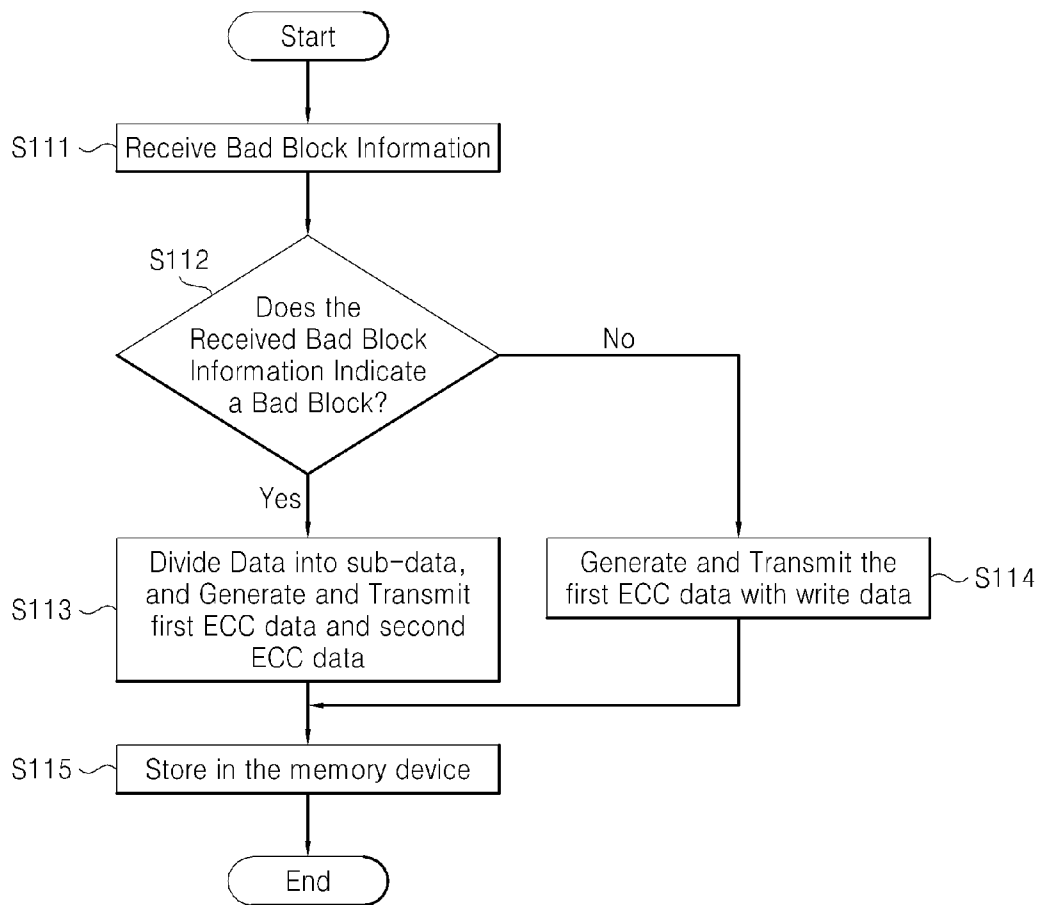 Start
S111
Receive Bad Block Information
S112
Does the
Received Bad Block
Information Indicate
a Bad Block?
No
Yes
Divide Data into sub-data,
and Generate and Transmit
first ECC data and second
ECC data
S113
Generate and Transmit the
first ECC data with write data
S114
S115
Store in the memory device
End